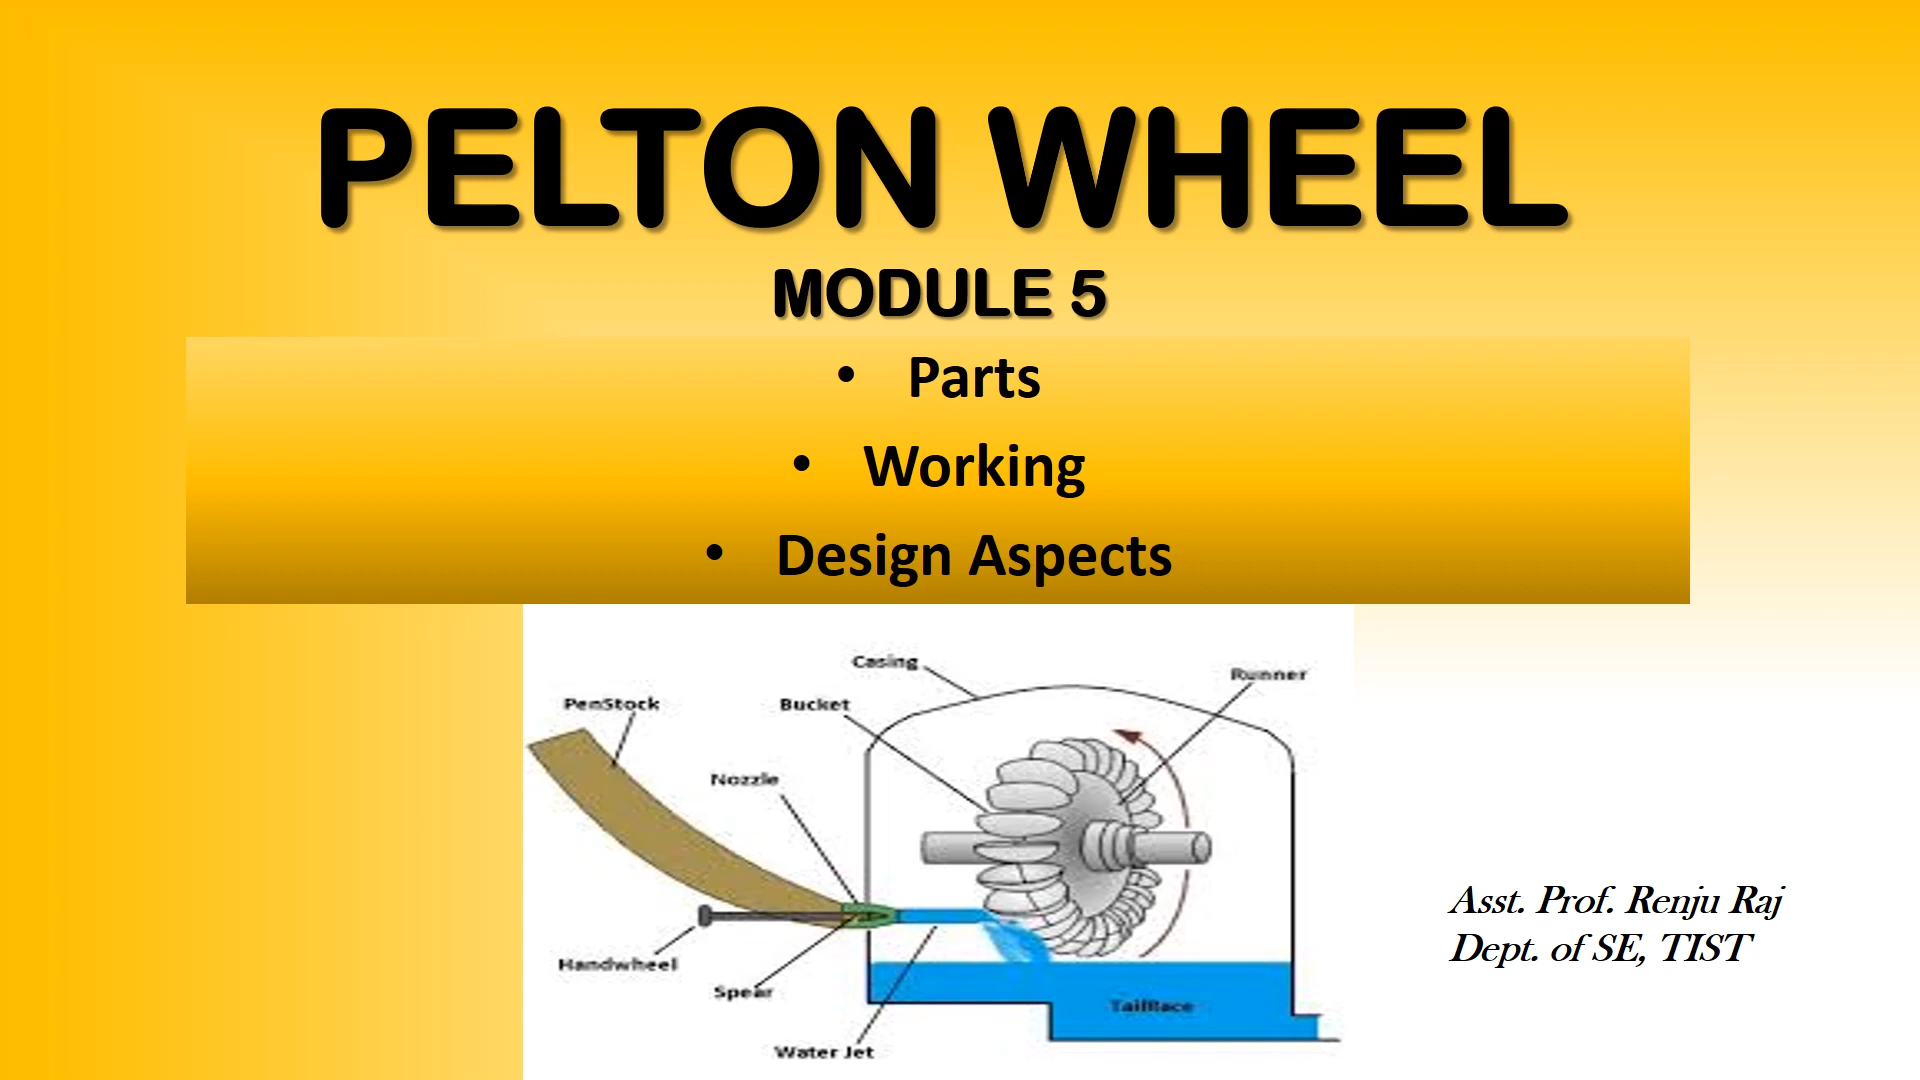 PELTON WHEEL
MODULE 5
• Parts
• Working
• Design Aspects
Casing
Runner
PenStock
Bucket
Nozzle
Handwheel
Spear
TailRace
Water Jet
Asst. Prof. Renju Raj
Dept. of SE, TIST